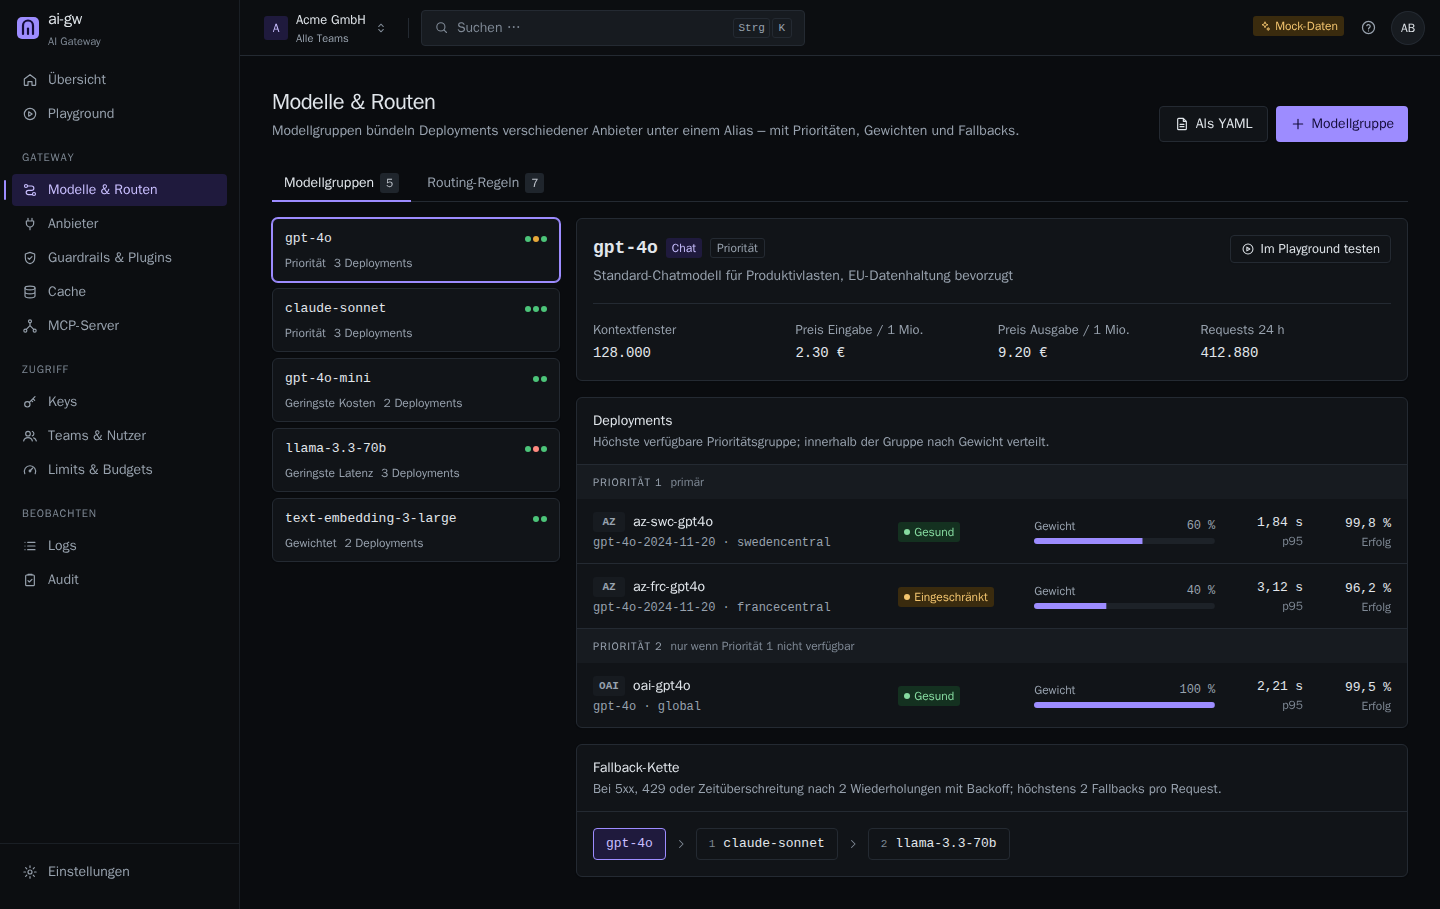 ai-gw
AI Gateway
Übersicht
Playground
GATEWAY
Modelle & Routen
Anbieter
Guardrails & Plugins
Cache
MCP-Server
ZUGRIFF
Keys
Teams & Nutzer
Limits & Budgets
BEOBACHTEN
Logs
Audit
Einstellungen
A
Acme GmbH
Alle Teams
Suchen ⋯ Strg K
Mock-Daten
AB
Modelle & Routen
Modellgruppen bündeln Deployments verschiedener Anbieter unter einem Alias – mit Prioritäten, Gewichten und Fallbacks.
Als YAML
Modellgruppe
Modellgruppen 5
Routing-Regeln 7
gpt-4o
Priorität 3 Deployments
claude-sonnet
Priorität 3 Deployments
gpt-4o-mini
Geringste Kosten 2 Deployments
llama-3.3-70b
Geringste Latenz 3 Deployments
text-embedding-3-large
Gewichtet 2 Deployments
gpt-4o Chat Priorität
Im Playground testen
Standard-Chatmodell für Produktivlasten, EU-Datenhaltung bevorzugt
Kontextfenster
128.000
Preis Eingabe / 1 Mio.
2.30 €
Preis Ausgabe / 1 Mio.
9.20 €
Requests 24 h
412.880
Deployments
Höchste verfügbare Prioritätsgruppe; innerhalb der Gruppe nach Gewicht verteilt.
PRIORITÄT 1 primär
AZ az-swc-gpt4o
gpt-4o-2024-11-20 · swedencentral
Gesund
Gewicht 60 %
1,84 s
p95
99,8 %
Erfolg
AZ az-frc-gpt4o
gpt-4o-2024-11-20 · francecentral
Eingeschränkt
Gewicht 40 %
3,12 s
p95
96,2 %
Erfolg
PRIORITÄT 2 nur wenn Priorität 1 nicht verfügbar
OAI oai-gpt4o
gpt-4o · global
Gesund
Gewicht 100 %
2,21 s
p95
99,5 %
Erfolg
Fallback-Kette
Bei 5xx, 429 oder Zeitüberschreitung nach 2 Wiederholungen mit Backoff; höchstens 2 Fallbacks pro Request.
gpt-4o
1 claude-sonnet
2 llama-3.3-70b